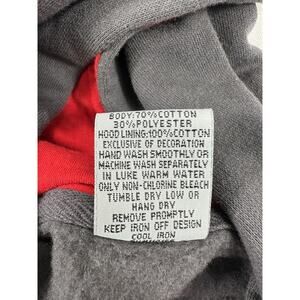 BODY:70%COTTON
30%POLYESTER
HOOD LINING:100%COTTON
EXCLUSIVE OF DECORATION
HAND WASH SMOOTHLY OR
MACHINE WASH SEPARATELY
IN LUKE WARM WATER
ONLY NON-CHLORINE BLEACH
TUMBLE DRY LOW OR
HANG DRY
REMOVE PROMPTLY
KEEP IRON OFF DESIGN
COOL IRON